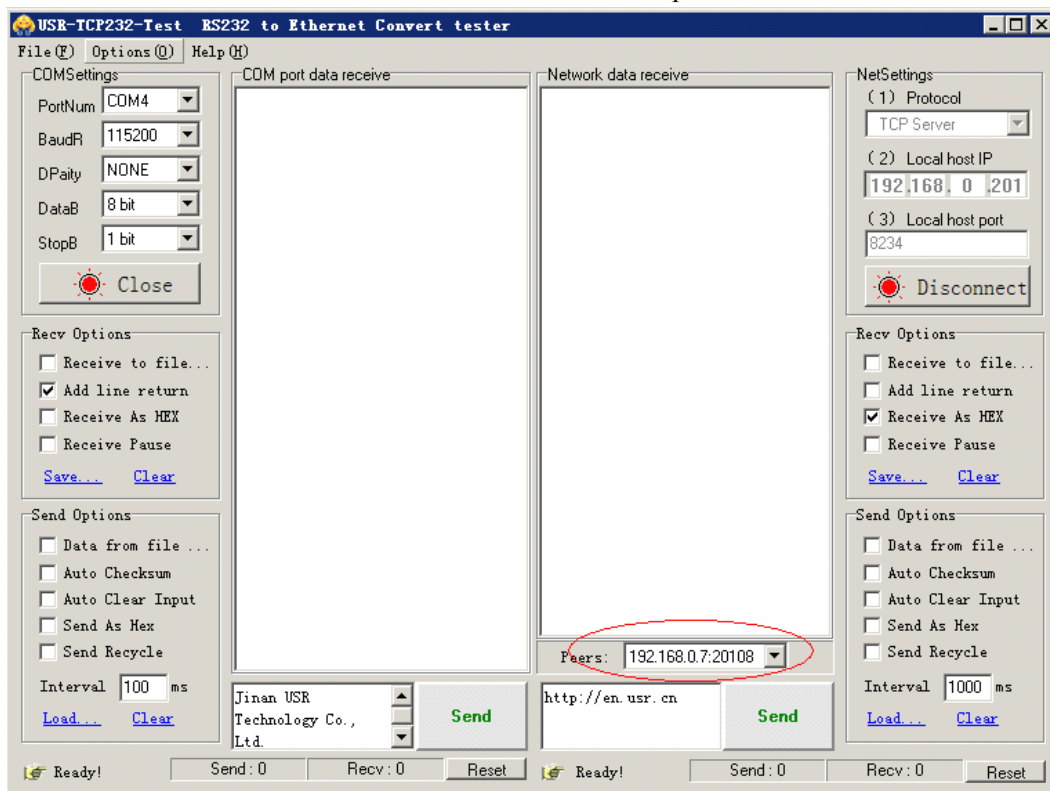 USR-TCP232-Test RS232 to Ethernet Convert tester
File(F) Options(O) Help(H)
COMSettings
PortNum COM4
BaudR 115200
DPaity NONE
DataB 8 bit
StopB 1 bit
Close
Recv Options
Receive to file...
Add line return
Receive As HEX
Receive Pause
Save... Clear
Send Options
Data from file ...
Auto Checksum
Auto Clear Input
Send As Hex
Send Recycle
Interval 100 ms
Load... Clear
COM port data receive
Jinan USR
Technology Co.,
Ltd.
Send
Network data receive
Peers: 192.168.0.7:20108
http://en.usr.cn
Send
NetSettings
(1) Protocol
TCP Server
(2) Local host IP
192.168.0.201
(3) Local host port
8234
Disconnect
Recv Options
Receive to file...
Add line return
Receive As HEX
Receive Pause
Save... Clear
Send Options
Data from file ...
Auto Checksum
Auto Clear Input
Send As Hex
Send Recycle
Interval 1000 ms
Load... Clear
Ready! Send : 0 Recv : 0 Reset
Ready! Send : 0 Recv : 0 Reset